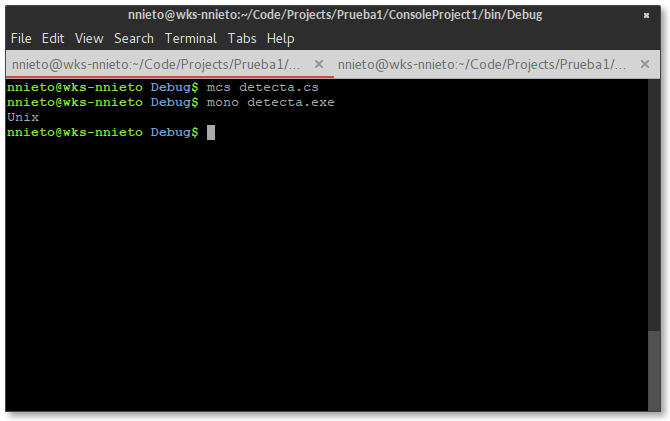 nnieto@wks-nnieto:~/Code/Projects/Prueba1/ConsoleProject1/bin/Debug
File Edit View Search Terminal Tabs Help
nnieto@wks-nnieto:~/Code/Projects/Prueba1/... × nnieto@wks-nnieto:~/Code/Projects/Prueba1/... ×
nnieto@wks-nnieto Debug$ mcs detecta.cs
nnieto@wks-nnieto Debug$ mono detecta.exe
Unix
nnieto@wks-nnieto Debug$